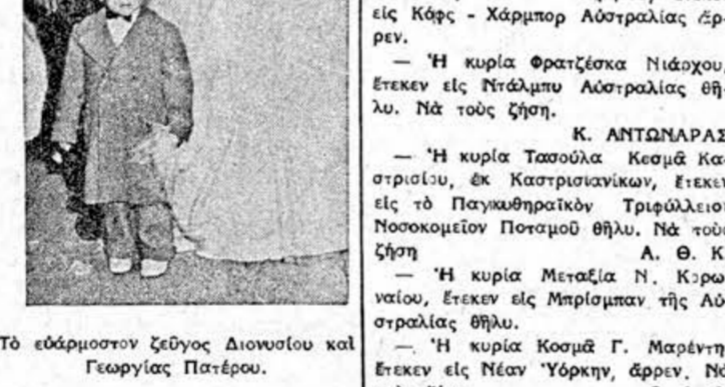 Τὸ εὐάρμοστον ζεῦγος Διονυσίου καὶ
Γεωργίας Πατέρου.
εἰς Κόφς - Χάρμπορ Αὐστραλίας ἄρ-
ρεν.
— Ἡ κυρία Φρατζέσκα Νιάρχου,
ἔτεκεν εἰς Ντάλμπυ Αὐστραλίας θῆ-
λυ. Νὰ τοὺς ζήση.
Κ. ΑΝΤΩΝΑΡΑΣ
— Ἡ κυρία Τασούλα Κοσμᾶ Κα-
στρισίου, ἐκ Καστρισιανίκων, ἔτεκεν
εἰς τὸ Παγκυθηραϊκὸν Τριφύλλειον
Νοσοκομεῖον Ποταμοῦ θῆλυ. Νὰ τοὺς
ζήση Α. Θ. Κ.
— Ἡ κυρία Μεταξία Ν. Κορω-
ναίου, ἔτεκεν εἰς Μπρίσμπαν τῆς Αὐ-
στραλίας θῆλυ.
— Ἡ κυρία Κοσμᾶ Γ. Μαρέντη
ἔτεκεν εἰς Νέαν Ὑόρκην, ἄρρεν. Νὰ